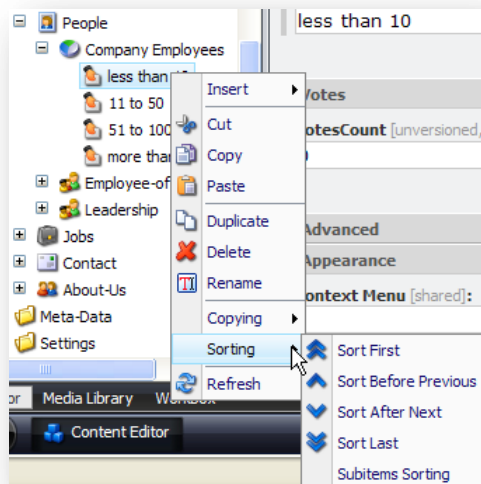 People
Company Employees
less than
11 to 50
51 to 100
more
Employee-of
Leadership
Jobs
Contact
About-Us
Meta-Data
Settings
Media Library
Content Editor
Insert
Cut
Copy
Paste
Duplicate
Delete
Rename
Copying
Sorting
Refresh
Sort First
Sort Before Previous
Sort After Next
Sort Last
Subitems Sorting
less than 10
Votes
VotesCount [unversioned,
Advanced
Appearance
Context Menu [shared]: